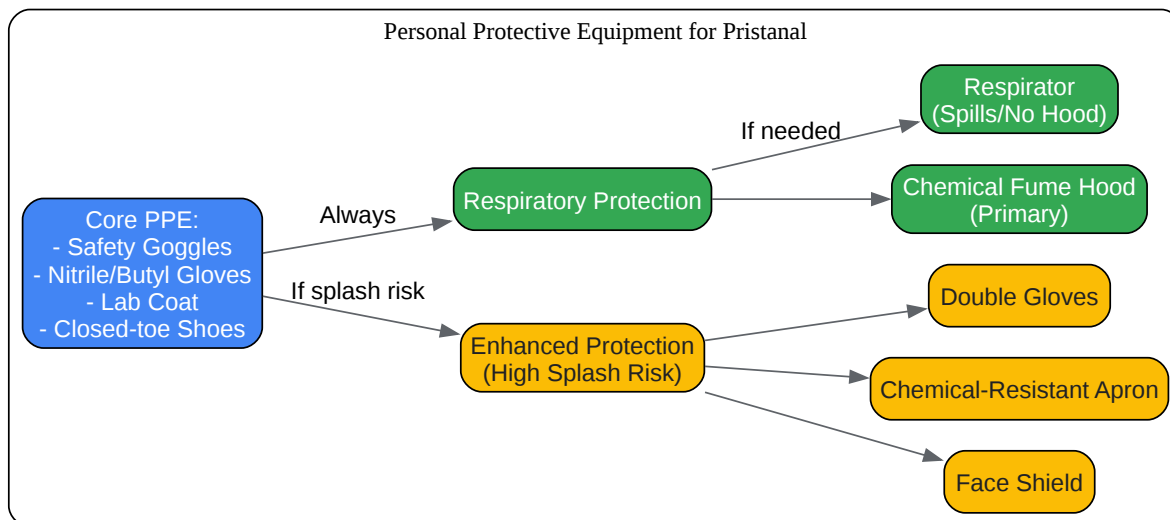 Personal Protective Equipment for Pristanal
Core PPE:
- Safety Goggles
- Nitrile/Butyl Gloves
- Lab Coat
- Closed-toe Shoes
Always
If splash risk
Respiratory Protection
Enhanced Protection
(High Splash Risk)
If needed
Respirator
(Spills/No Hood)
Chemical Fume Hood
(Primary)
Double Gloves
Chemical-Resistant Apron
Face Shield